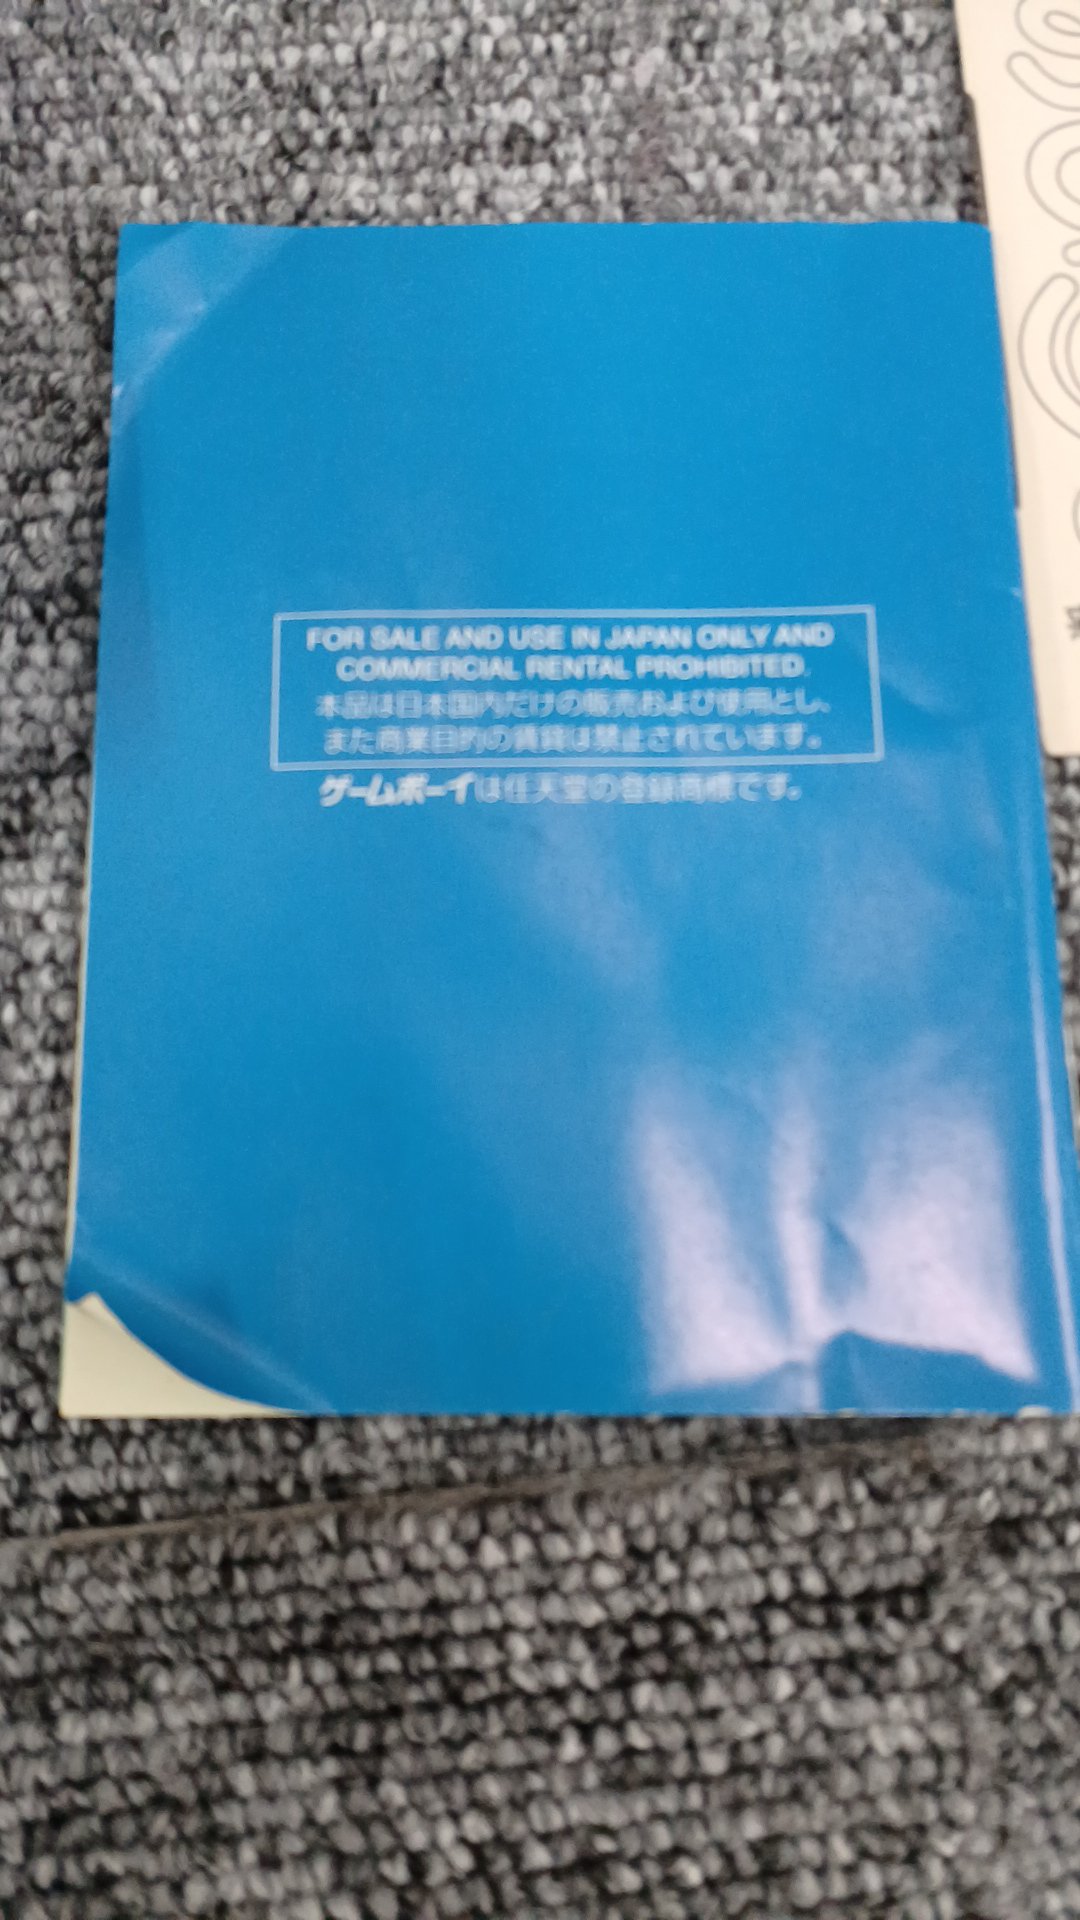 FOR SALE AND USE IN JAPAN ONLY AND
COMMERCIAL RENTAL PROHIBITED.
本品は日本国内だけの販売および使用とし、
また商業目的の賃貸は禁止されています。
ゲームボーイは任天堂の登録商標です。